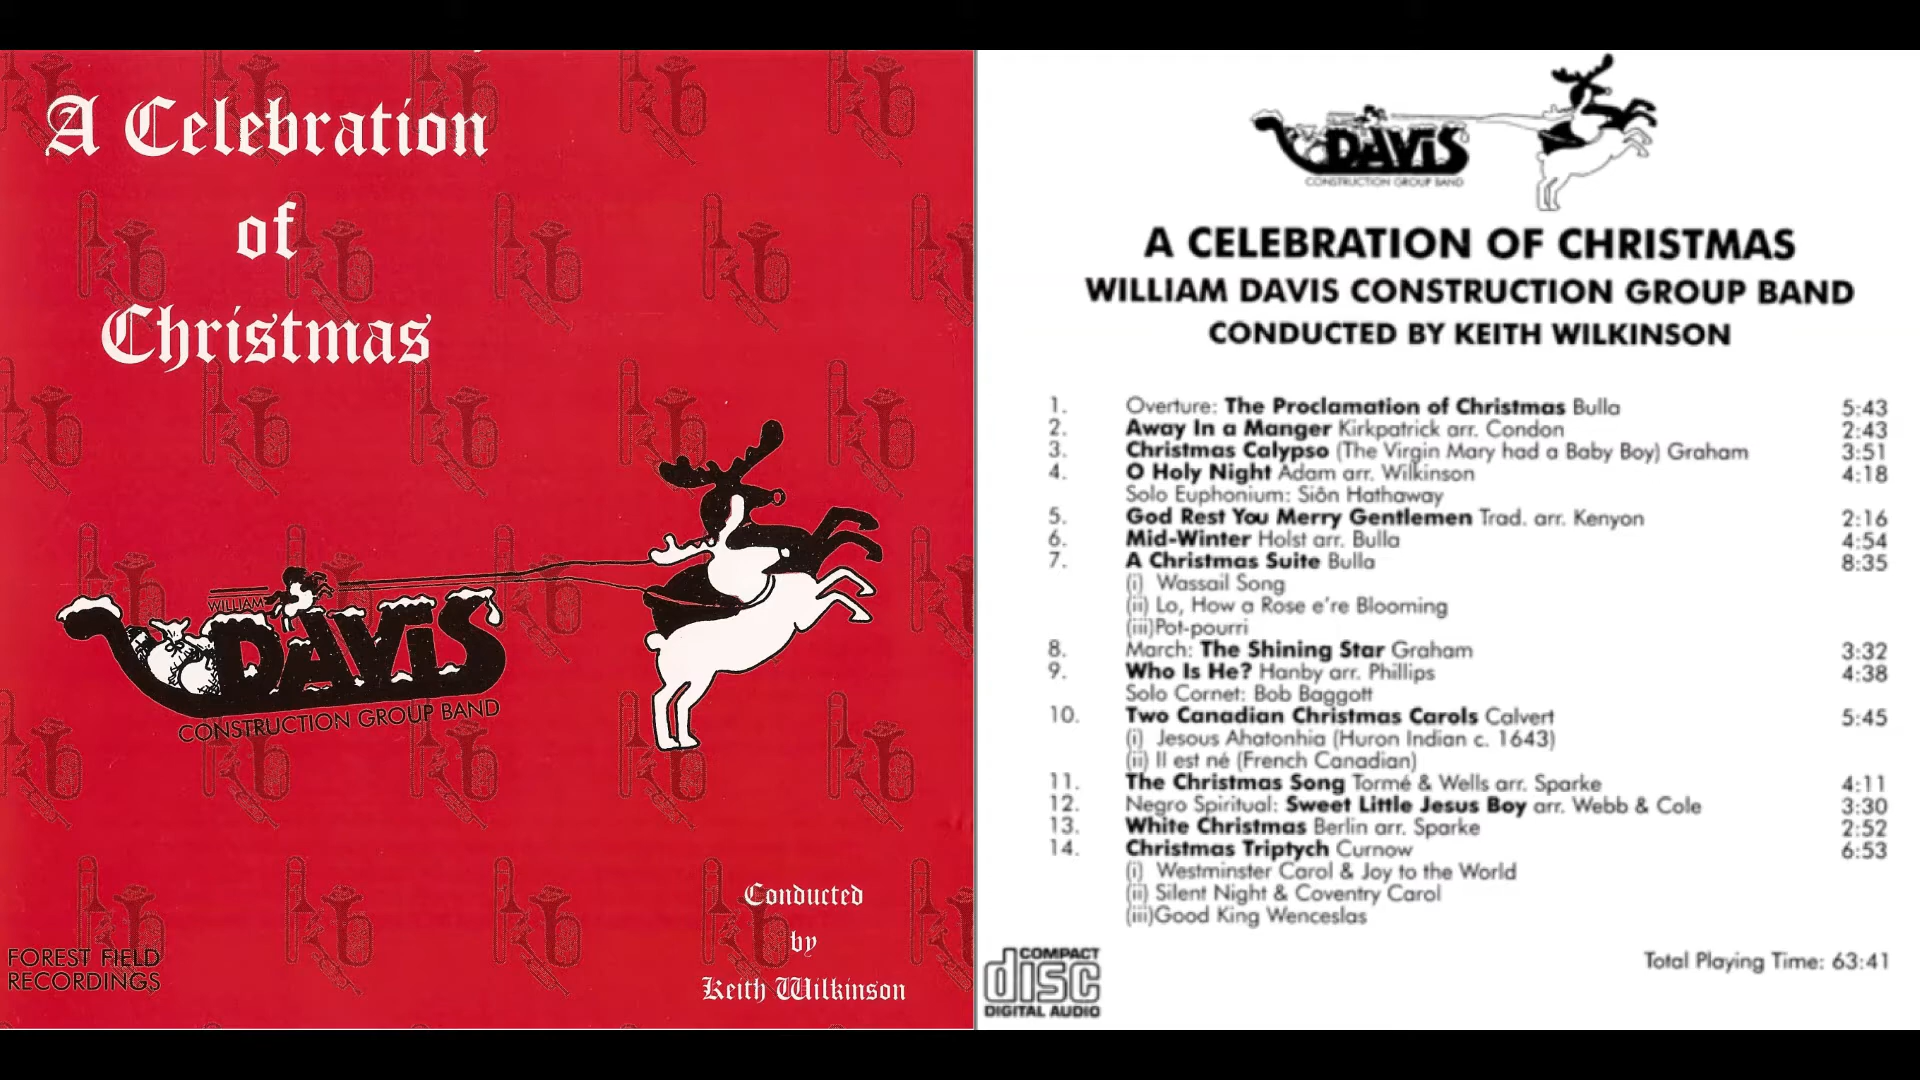 A Celebration
of
Christmas
WILLIAM
DAVIS
CONSTRUCTION GROUP BAND
Conducted
by
Keith Wilkinson
FOREST FIELD
RECORDINGS
DAVIS
CONSTRUCTION GROUP BAND
A CELEBRATION OF CHRISTMAS
WILLIAM DAVIS CONSTRUCTION GROUP BAND
CONDUCTED BY KEITH WILKINSON
1. Overture: The Proclamation of Christmas Bulla 5:43
2. Away In a Manger Kirkpatrick arr. Condon 2:43
3. Christmas Calypso (The Virgin Mary had a Baby Boy) Graham 3:51
4. O Holy Night Adam arr. Wilkinson 4:18
Solo Euphonium: Siôn Hathaway
5. God Rest You Merry Gentlemen Trad. arr. Kenyon 2:16
6. Mid-Winter Holst arr. Bulla 4:54
7. A Christmas Suite Bulla 8:35
(i) Wassail Song
(ii) Lo, How a Rose e're Blooming
(iii)Pot-pourri
8. March: The Shining Star Graham 3:32
9. Who Is He? Hanby arr. Phillips 4:38
Solo Cornet: Bob Baggott
10. Two Canadian Christmas Carols Calvert 5:45
(i) Jesous Ahatonhia (Huron Indian c. 1643)
(ii) Il est né (French Canadian)
11. The Christmas Song Tormé & Wells arr. Sparke 4:11
12. Negro Spiritual: Sweet Little Jesus Boy arr. Webb & Cole 3:30
13. White Christmas Berlin arr. Sparke 2:52
14. Christmas Triptych Curnow 6:53
(i) Westminster Carol & Joy to the World
(ii) Silent Night & Coventry Carol
(iii)Good King Wenceslas
Total Playing Time: 63:41
COMPACT
disc
DIGITAL AUDIO